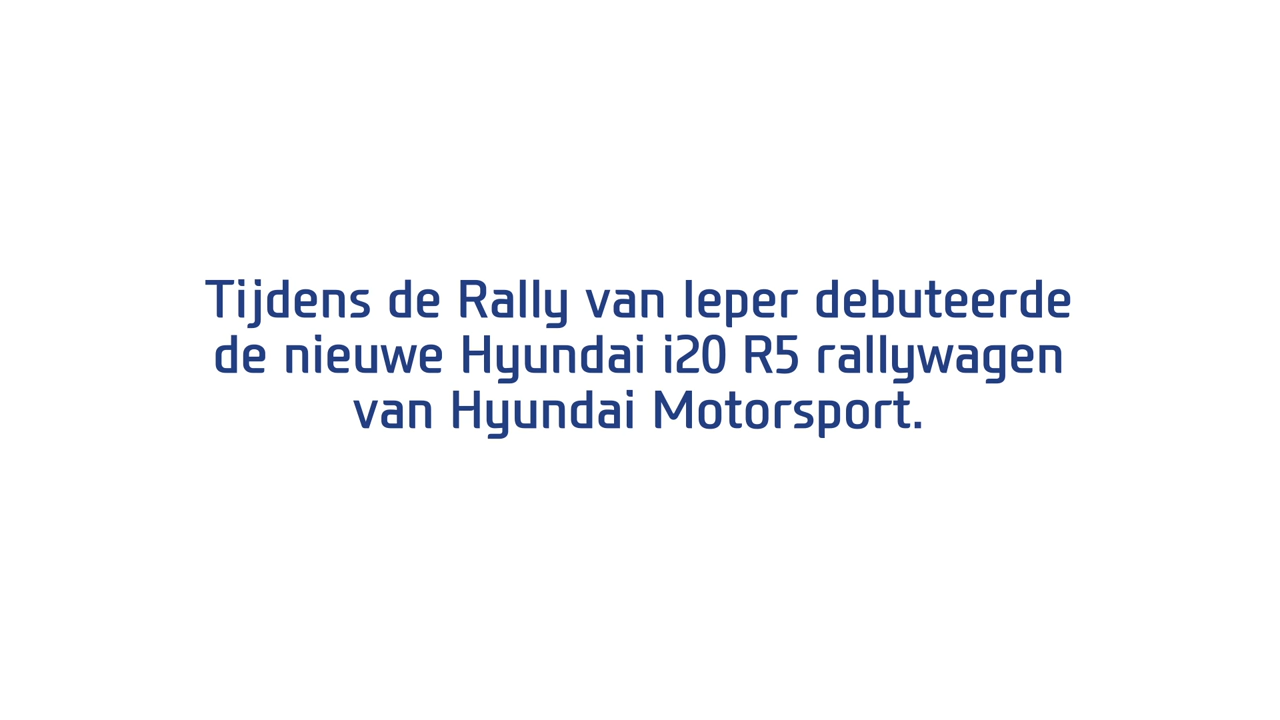 Tijdens de Rally van Ieper debuteerde
de nieuwe Hyundai i20 R5 rallywagen
van Hyundai Motorsport.